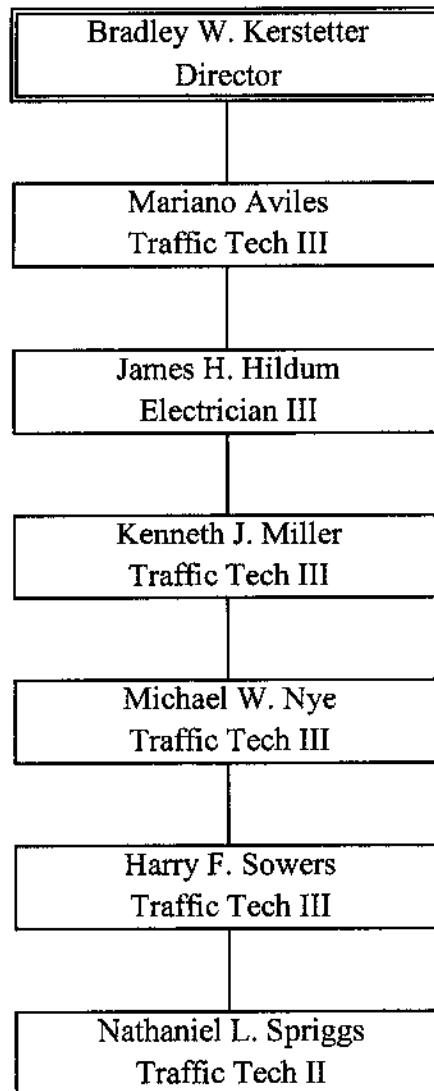 Bradley W. Kerstetter
Director
Mariano Aviles
Traffic Tech III
James H. Hildum
Electrician III
Kenneth J. Miller
Traffic Tech III
Michael W. Nye
Traffic Tech III
Harry F. Sowers
Traffic Tech III
Nathaniel L. Spriggs
Traffic Tech II